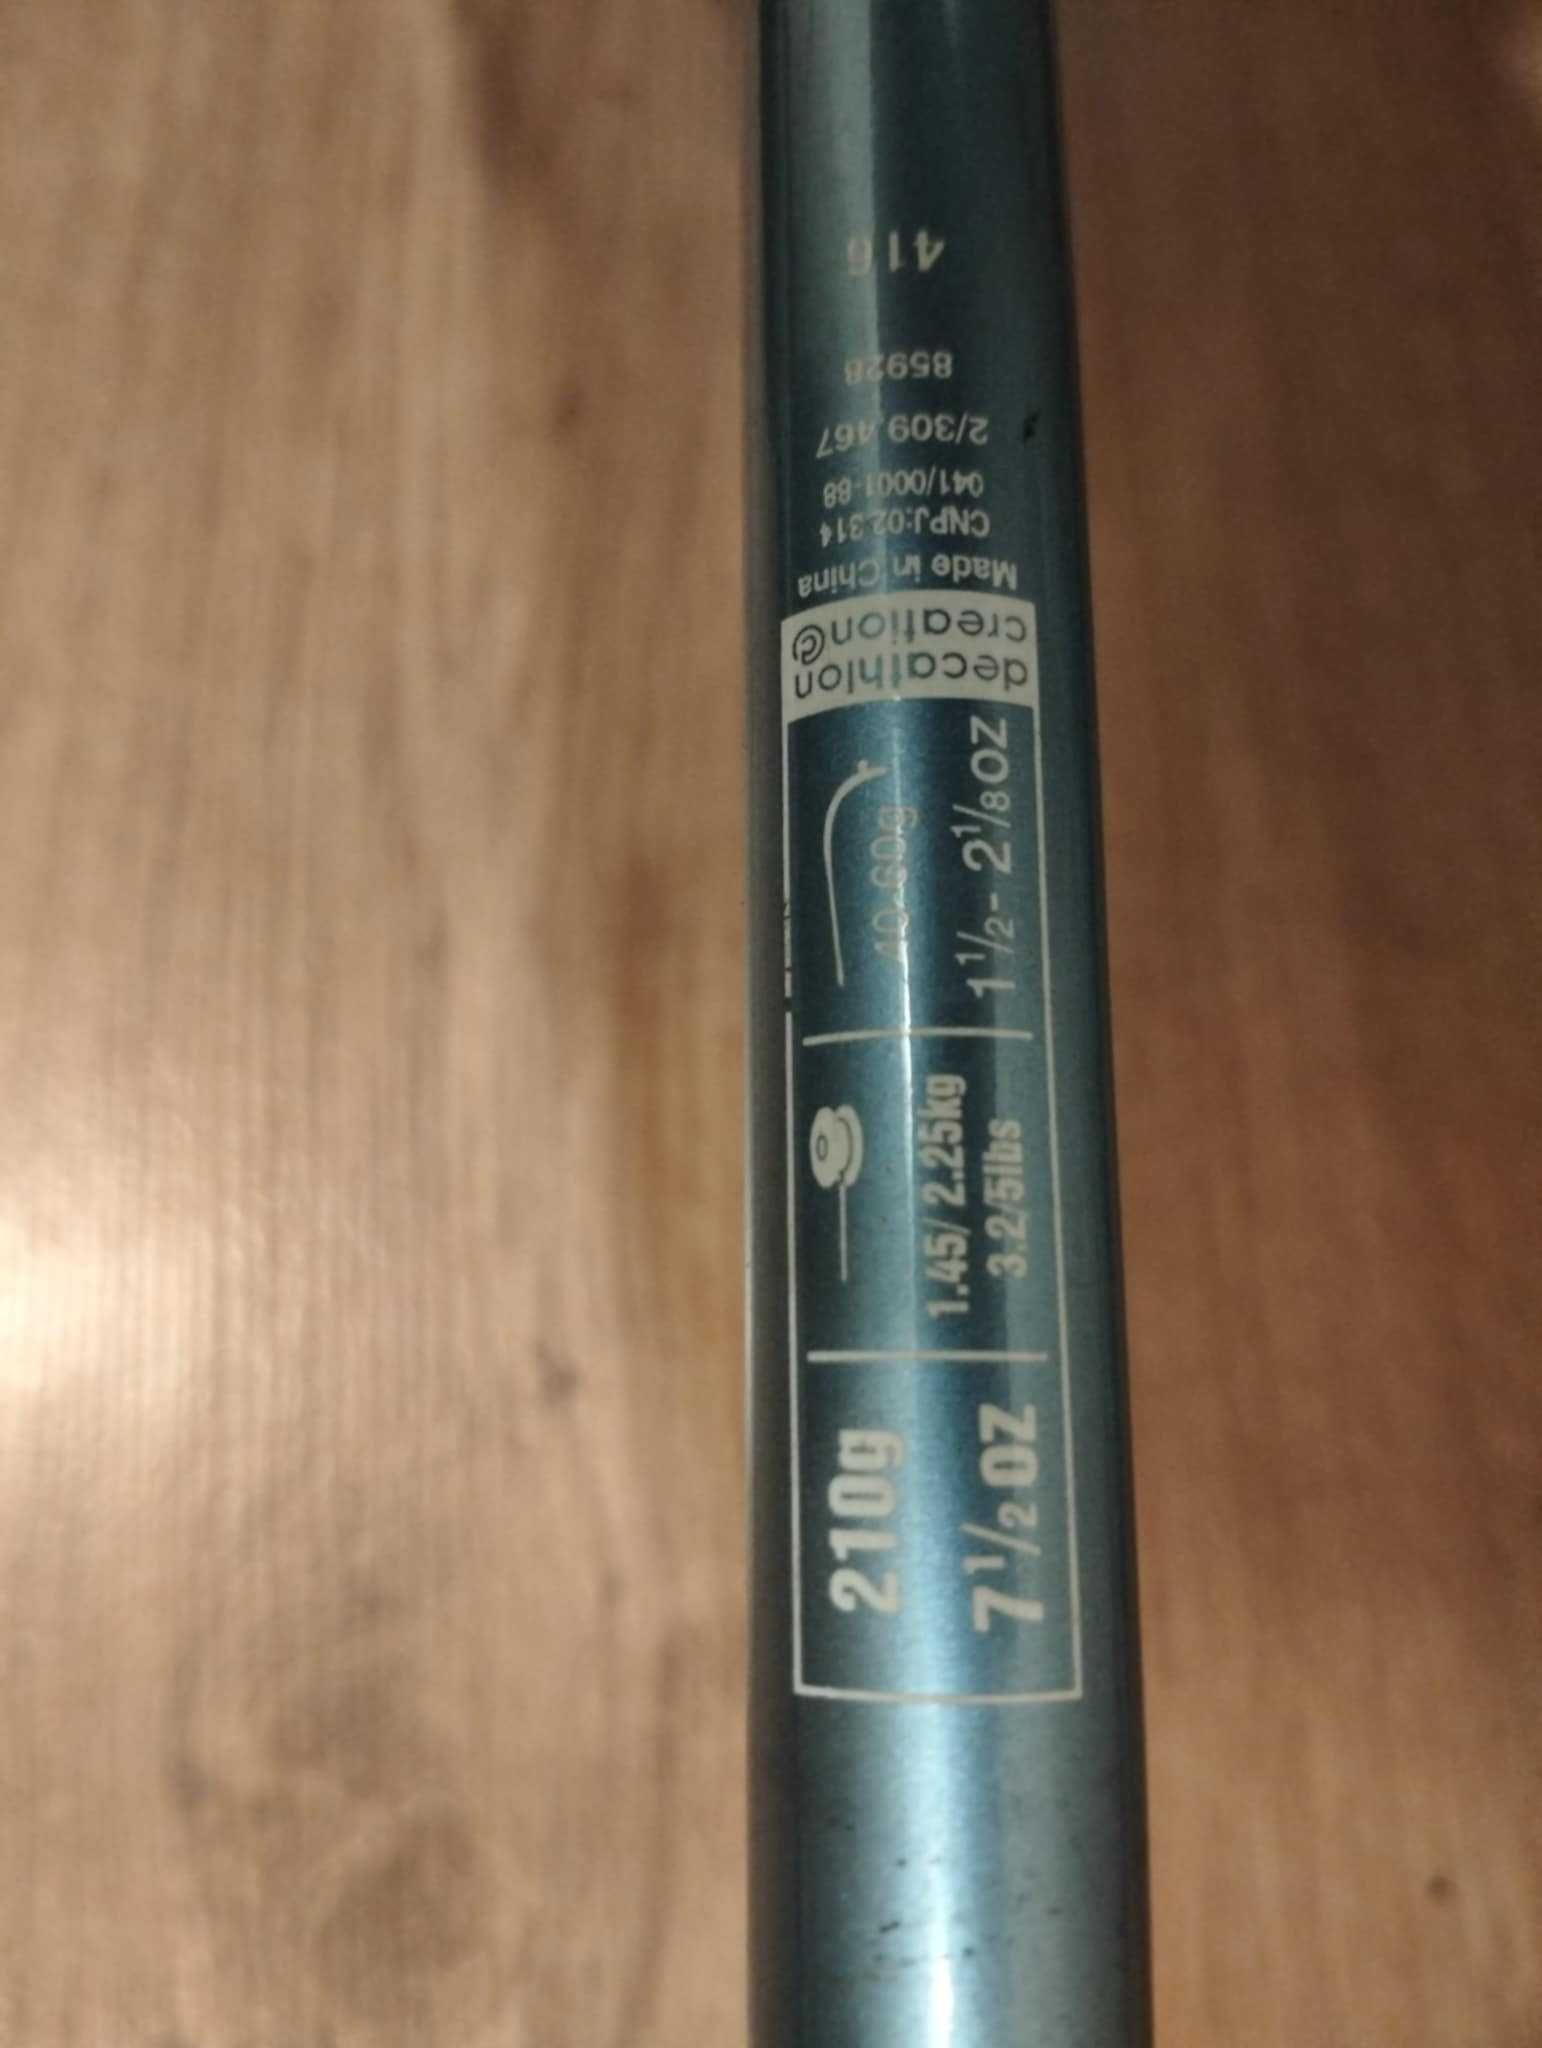 210g
7 1/2 OZ
1.45/ 2.25kg
3.2/5lbs
40-60g
1 1/2 - 2 1/8 OZ
decathlon
creation
Made in China
CNPJ:02.314
041/0001-88
2/309.467
85928
416